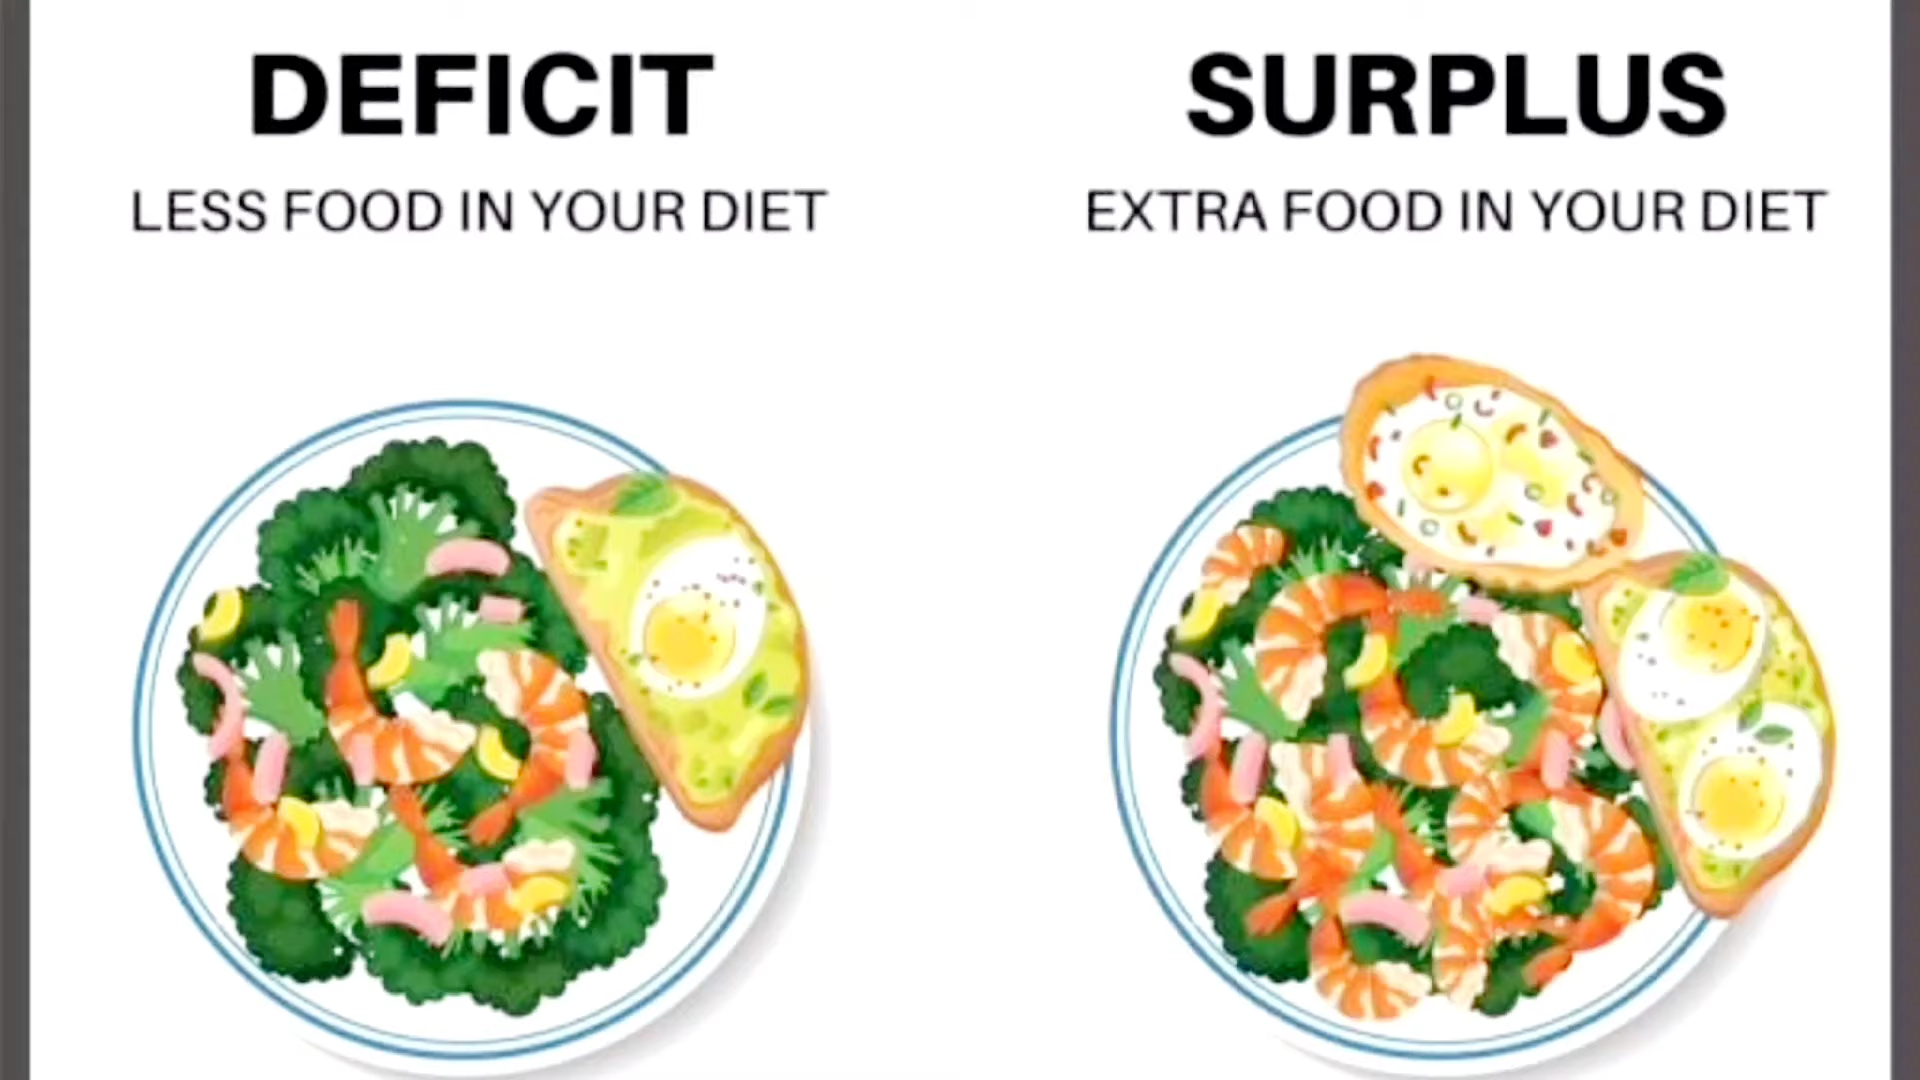 DEFICIT
LESS FOOD IN YOUR DIET
SURPLUS
EXTRA FOOD IN YOUR DIET